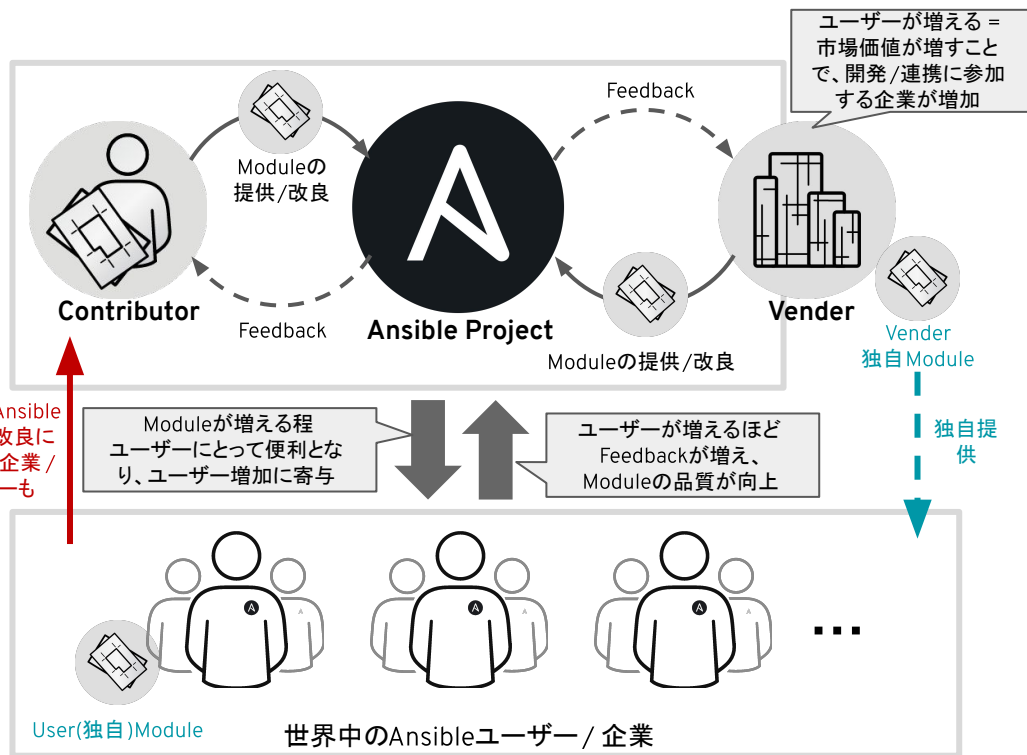 ユーザーが増える =
市場価値が増すこと
で、開発/連携に参加
する企業が増加
Feedback
Moduleの
提供/改良
Contributor
Feedback
Ansible Project
Vender
Moduleの提供/改良
Vender
独自Module
Ansible
改良に
企業 /
ーも
Moduleが増える程
ユーザーにとって便利とな
り、ユーザー増加に寄与
ユーザーが増えるほど
Feedbackが増え、
Moduleの品質が向上
独自提
供
A
A
A
A
A
A
...
User(独自)Module
世界中のAnsibleユーザー / 企業